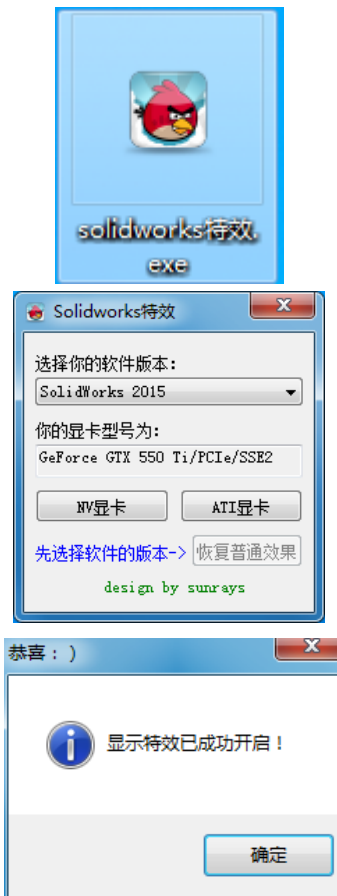 solidworks特效.
exe
Solidworks特效
选择你的软件版本:
SolidWorks 2015
你的显卡型号为:
GeForce GTX 550 Ti/PCIe/SSE2
NV显卡
ATI显卡
先选择软件的版本->
恢复普通效果
design by sunrays
恭喜：)
显示特效已成功开启！
确定